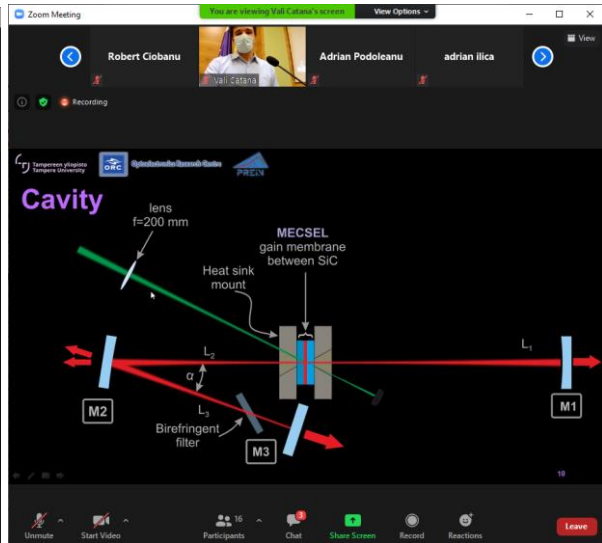 Zoom Meeting
You are viewing Vali Catana's screen
View Options
Robert Ciobanu
Vali Catana
Adrian Podoleanu
adrian ilica
View
Recording
Tampereen yliopisto
Tampere University
ORC
Optoelectronics Research Centre
PREIN
Cavity
lens
f=200 mm
MECSEL
gain membrane
between SiC
Heat sink
mount
L1
L2
α
L3
M2
M1
Birefringent
filter
M3
10
Unmute
Start Video
16
Participants
3
Chat
Share Screen
Record
Reactions
Leave